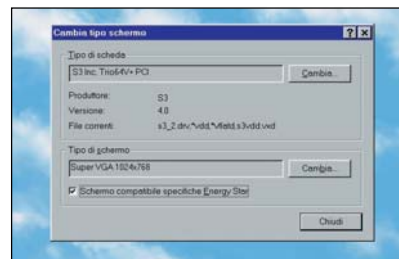 Cambia tipo schermo
Tipo di scheda
S3 Inc. Trio64V+ PCI
Cambia...
Produttore: S3
Versione: 4.0
File correnti: s3_2.drv,*vdd,*vflatd,s3vdd.vxd
Tipo di schermo
Super VGA 1024x768
Cambia...
Schermo compatibile specifiche Energy Star
Chiudi